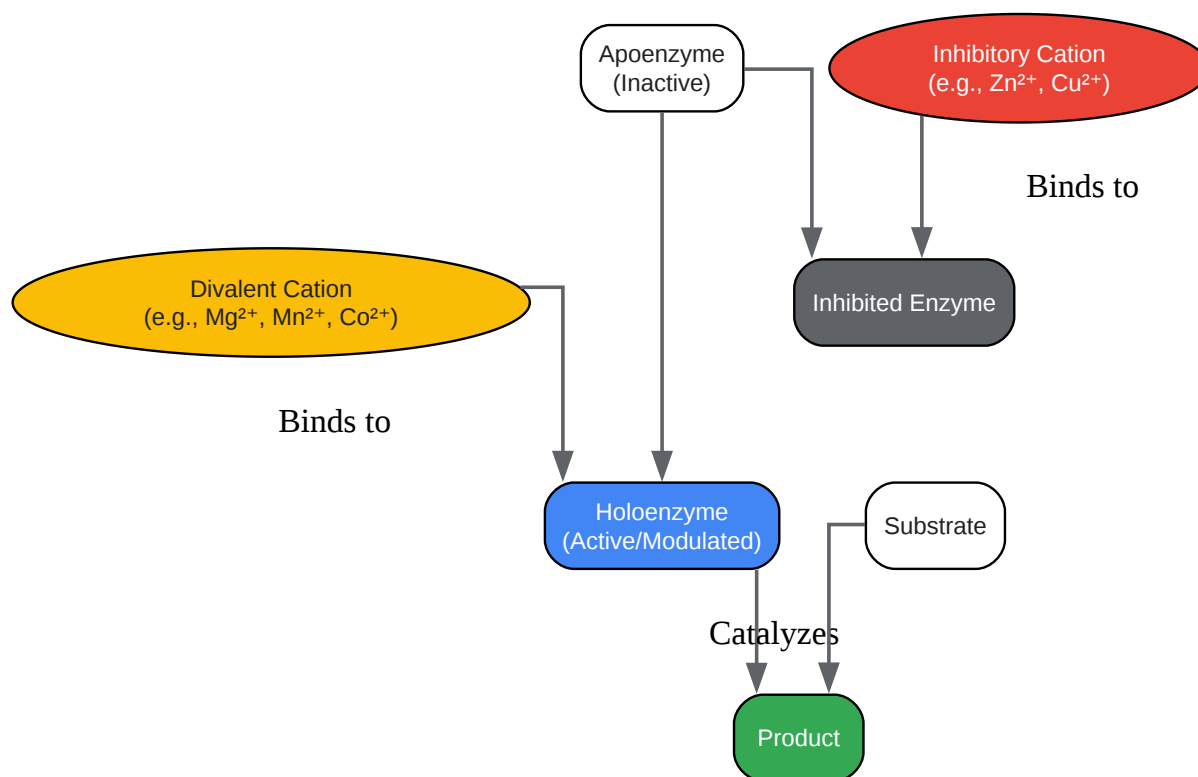 Apoenzyme
(Inactive)
Inhibitory Cation
(e.g., Zn²⁺, Cu²⁺)
Binds to
Divalent Cation
(e.g., Mg²⁺, Mn²⁺, Co²⁺)
Inhibited Enzyme
Binds to
Holoenzyme
(Active/Modulated)
Substrate
Catalyzes
Product